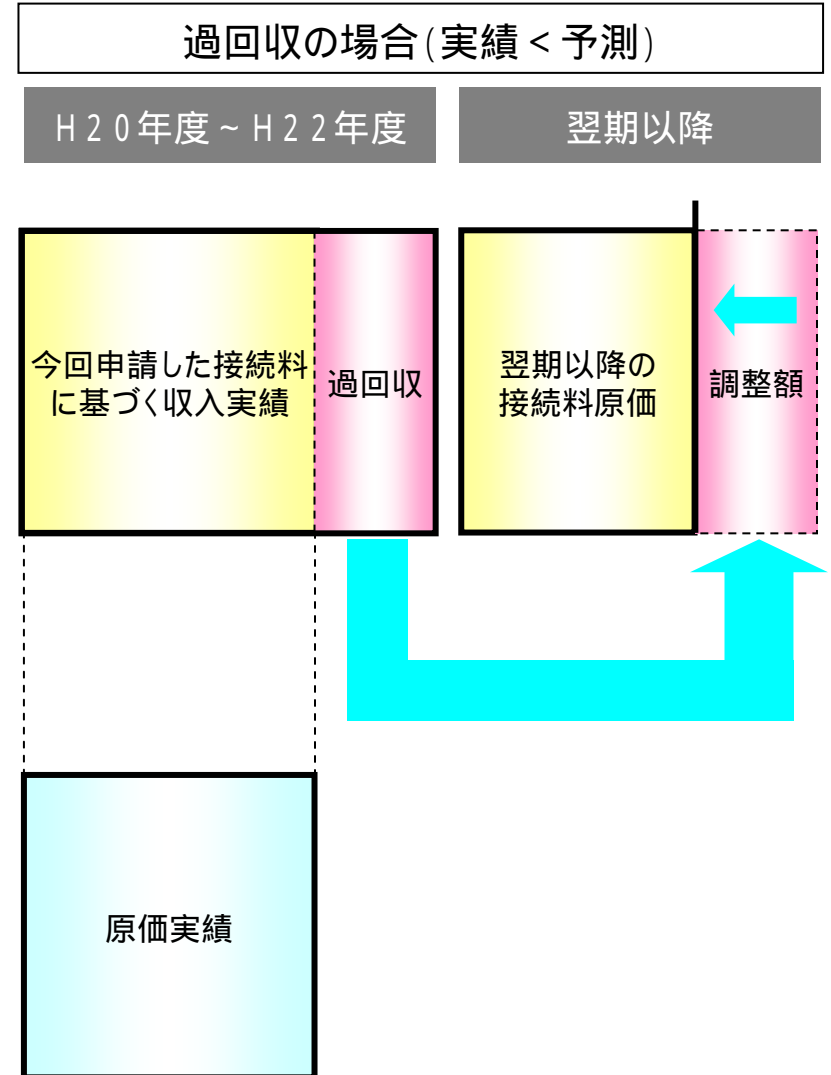 過回収の場合(実績<予測)
H20年度~H22年度
翌期以降
今回申請した接続料
に基づく収入実績
過回収
翌期以降の
接続料原価
調整額
原価実績